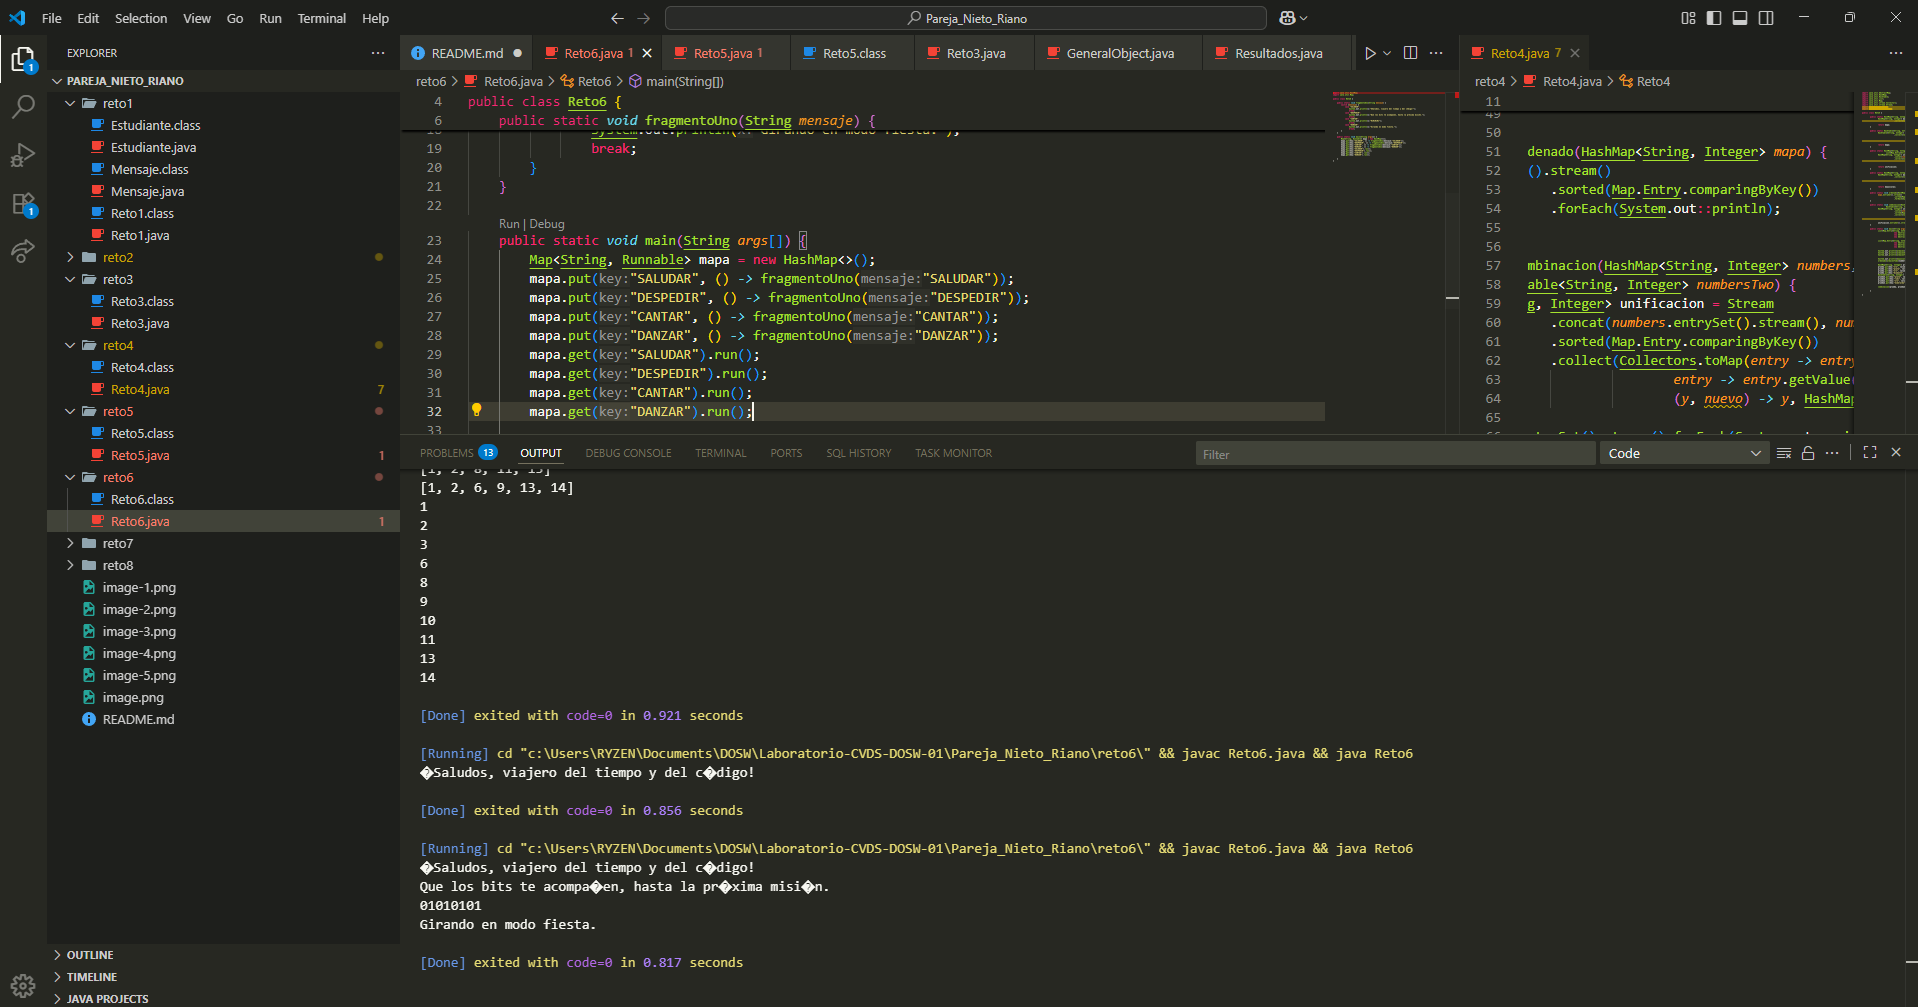 File Edit Selection View Go Run Terminal Help
Pareja_Nieto_Riano
EXPLORER
PAREJA_NIETO_RIANO
reto1
Estudiante.class
Estudiante.java
Mensaje.class
Mensaje.java
Reto1.class
Reto1.java
reto2
reto3
Reto3.class
Reto3.java
reto4
Reto4.class
Reto4.java 7
reto5
Reto5.class
Reto5.java 1
reto6
Reto6.class
Reto6.java 1
reto7
reto8
image-1.png
image-2.png
image-3.png
image-4.png
image-5.png
image.png
README.md
OUTLINE
TIMELINE
JAVA PROJECTS
README.md Reto6.java 1 Reto5.java 1 Reto5.class Reto3.java GeneralObject.java Resultados.java
reto6 > Reto6.java > Reto6 > main(String[])
4 public class Reto6 {
6 public static void fragmentoUno(String mensaje) {
19 break;
20 }
21 }
22
Run | Debug
23 public static void main(String args[]) {
24 Map<String, Runnable> mapa = new HashMap<>();
25 mapa.put(key:"SALUDAR", () -> fragmentoUno(mensaje:"SALUDAR"));
26 mapa.put(key:"DESPEDIR", () -> fragmentoUno(mensaje:"DESPEDIR"));
27 mapa.put(key:"CANTAR", () -> fragmentoUno(mensaje:"CANTAR"));
28 mapa.put(key:"DANZAR", () -> fragmentoUno(mensaje:"DANZAR"));
29 mapa.get(key:"SALUDAR").run();
30 mapa.get(key:"DESPEDIR").run();
31 mapa.get(key:"CANTAR").run();
32 mapa.get(key:"DANZAR").run();
33
Reto4.java 7
reto4 > Reto4.java > Reto4
11
49
50
51 denado(HashMap<String, Integer> mapa) {
52 ().stream()
53 .sorted(Map.Entry.comparingByKey())
54 .forEach(System.out::println);
55
56
57 mbinacion(HashMap<String, Integer> numbers,
58 able<String, Integer> numbersTwo) {
59 g, Integer> unificacion = Stream
60 .concat(numbers.entrySet().stream(), num
61 .sorted(Map.Entry.comparingByKey())
62 .collect(Collectors.toMap(entry -> entry
63 entry -> entry.getValue(
64 (y, nuevo) -> y, HashMap
65
PROBLEMS 13 OUTPUT DEBUG CONSOLE TERMINAL PORTS SQL HISTORY TASK MONITOR
Filter
Code
[1, 2, 8, 11, 13]
[1, 2, 6, 9, 13, 14]
1
2
3
6
8
9
10
11
13
14
[Done] exited with code=0 in 0.921 seconds
[Running] cd "c:\Users\RYZEN\Documents\DOSW\Laboratorio-CVDS-DOSW-01\Pareja_Nieto_Riano\reto6\" && javac Reto6.java && java Reto6
�Saludos, viajero del tiempo y del c�digo!
[Done] exited with code=0 in 0.856 seconds
[Running] cd "c:\Users\RYZEN\Documents\DOSW\Laboratorio-CVDS-DOSW-01\Pareja_Nieto_Riano\reto6\" && javac Reto6.java && java Reto6
�Saludos, viajero del tiempo y del c�digo!
Que los bits te acompa�en, hasta la pr�xima misi�n.
01010101
Girando en modo fiesta.
[Done] exited with code=0 in 0.817 seconds